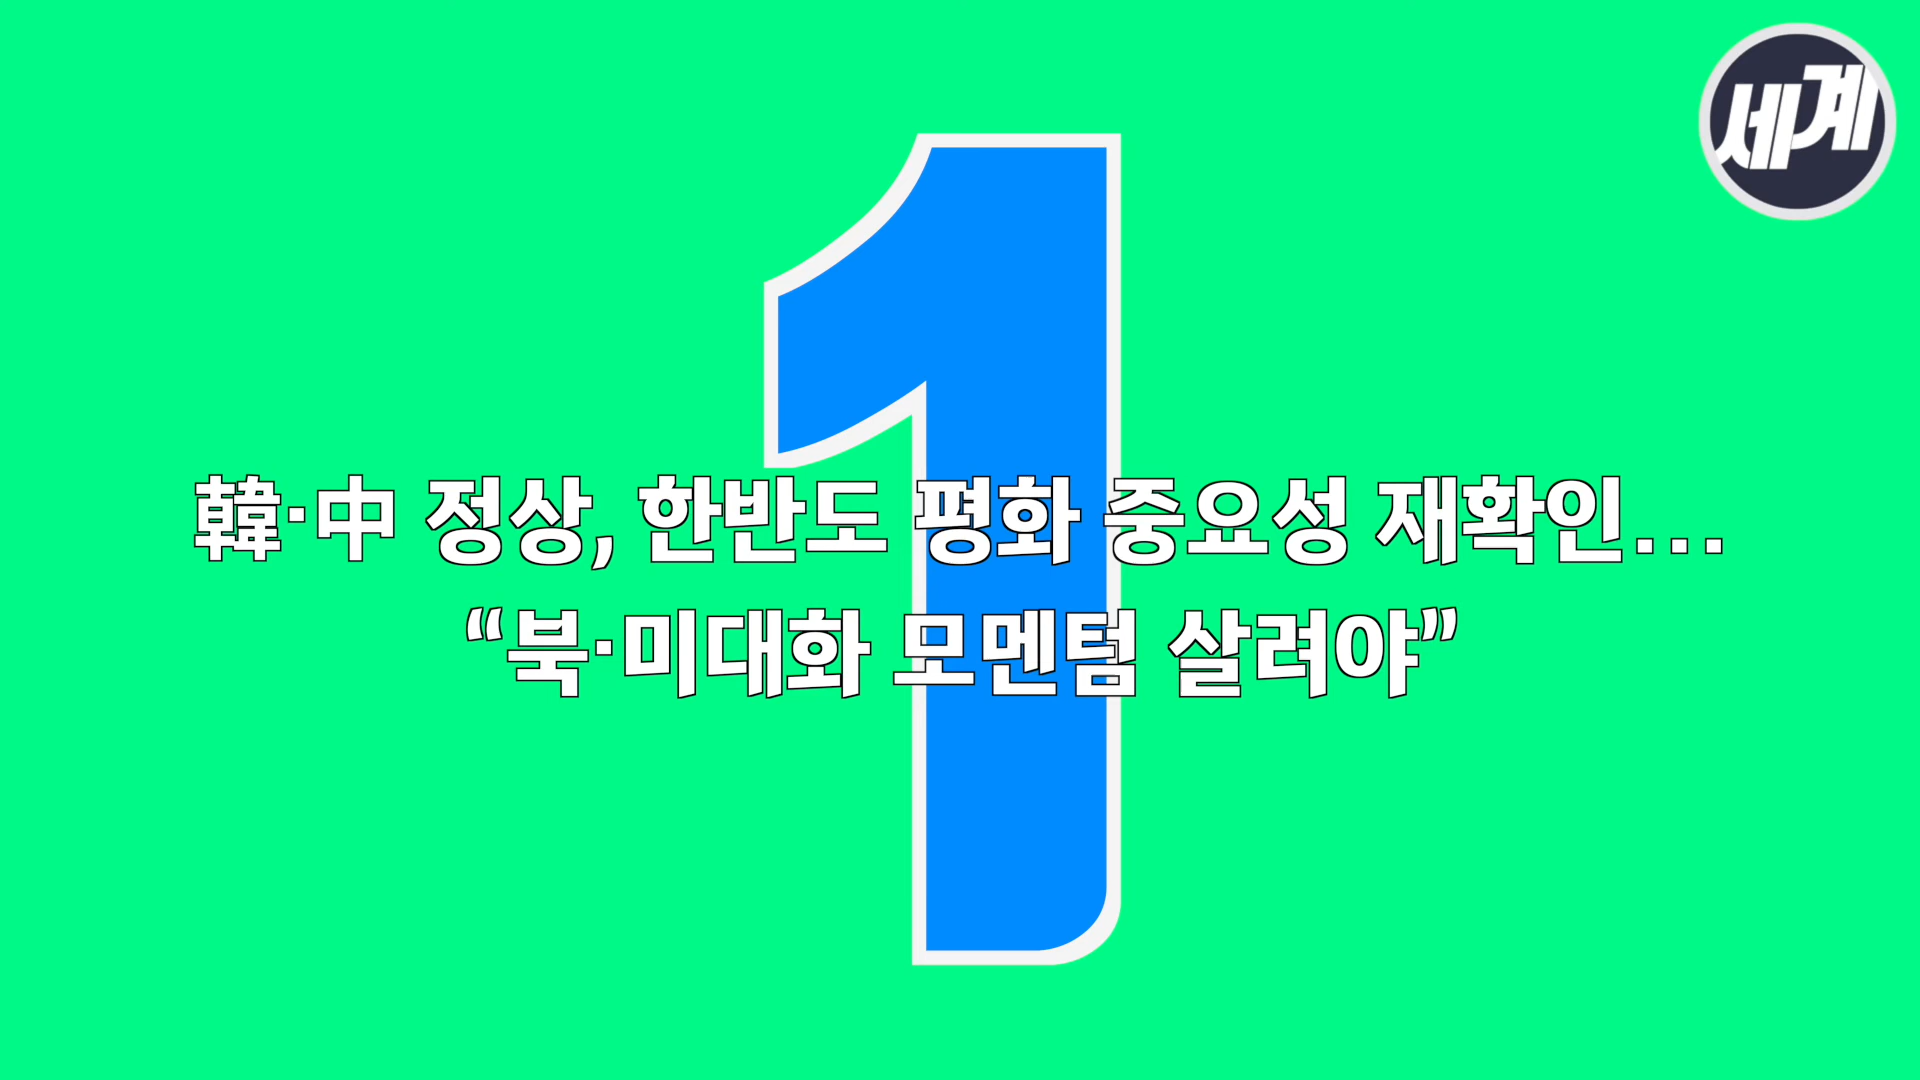 세계
1
韓·中 정상, 한반도 평화 중요성 재확인...
“북·미대화 모멘텀 살려야”